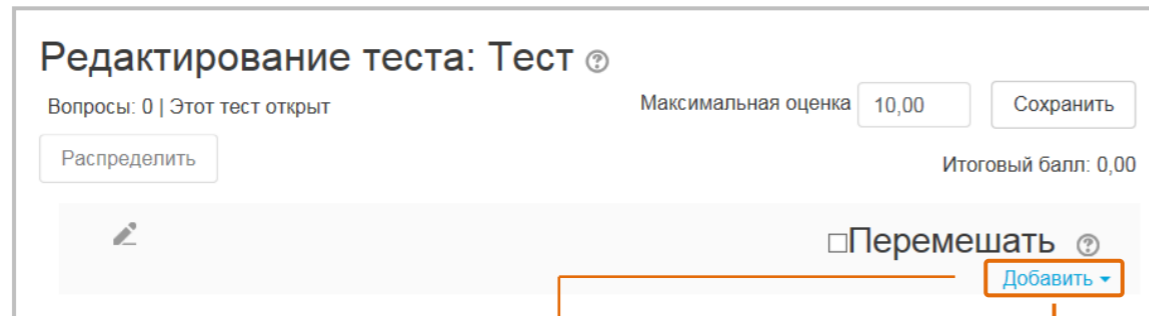 Редактирование теста: Тест
Вопросы: 0 | Этот тест открыт
Максимальная оценка 10,00 Сохранить
Распределить
Итоговый балл: 0,00
Перемешать
Добавить